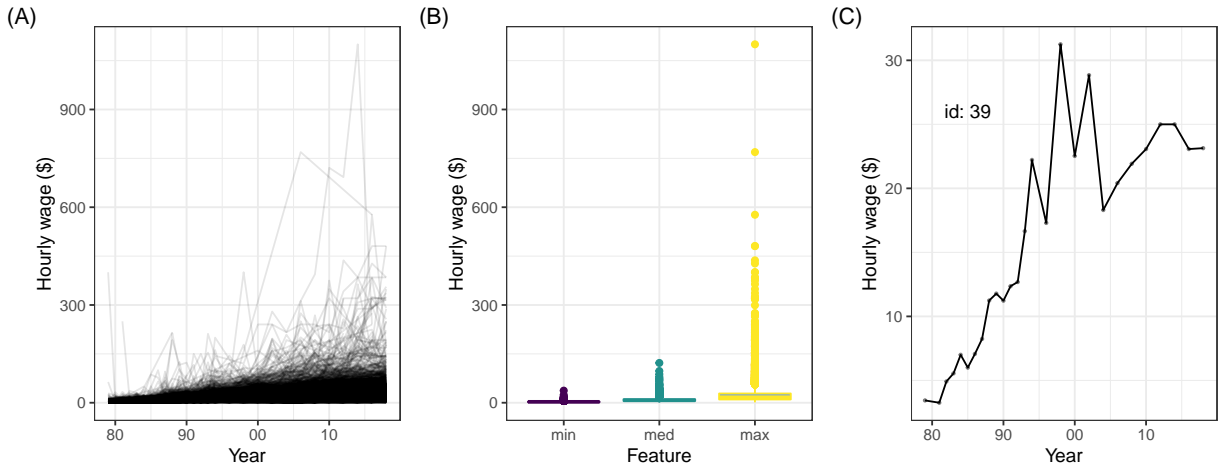 (A)
Hourly wage ($)
900
600
300
0
80 90 00 10
Year
(B)
Hourly wage ($)
900
600
300
0
min med max
Feature
(C)
Hourly wage ($)
30
20
10
id: 39
80 90 00 10
Year